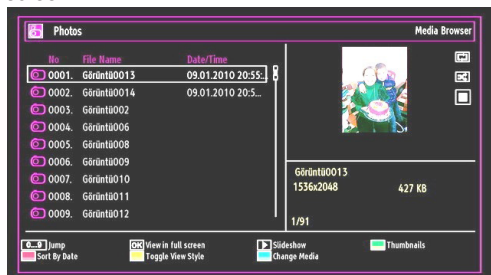 Photos
Media Browser
No File Name Date/Time
0001. Görüntü0013 09.01.2010 20:55:..
0002. Görüntü0014 09.01.2010 20:5...
0003. Görüntü002
0004. Görüntü006
0005. Görüntü008
0006. Görüntü009
0007. Görüntü010
0008. Görüntü011
0009. Görüntü012
Görüntü0013
1536x2048 427 KB
1/91
0...9 Jump OK View in full screen Slideshow Thumbnails
Sort By Date Toggle View Style Change Media